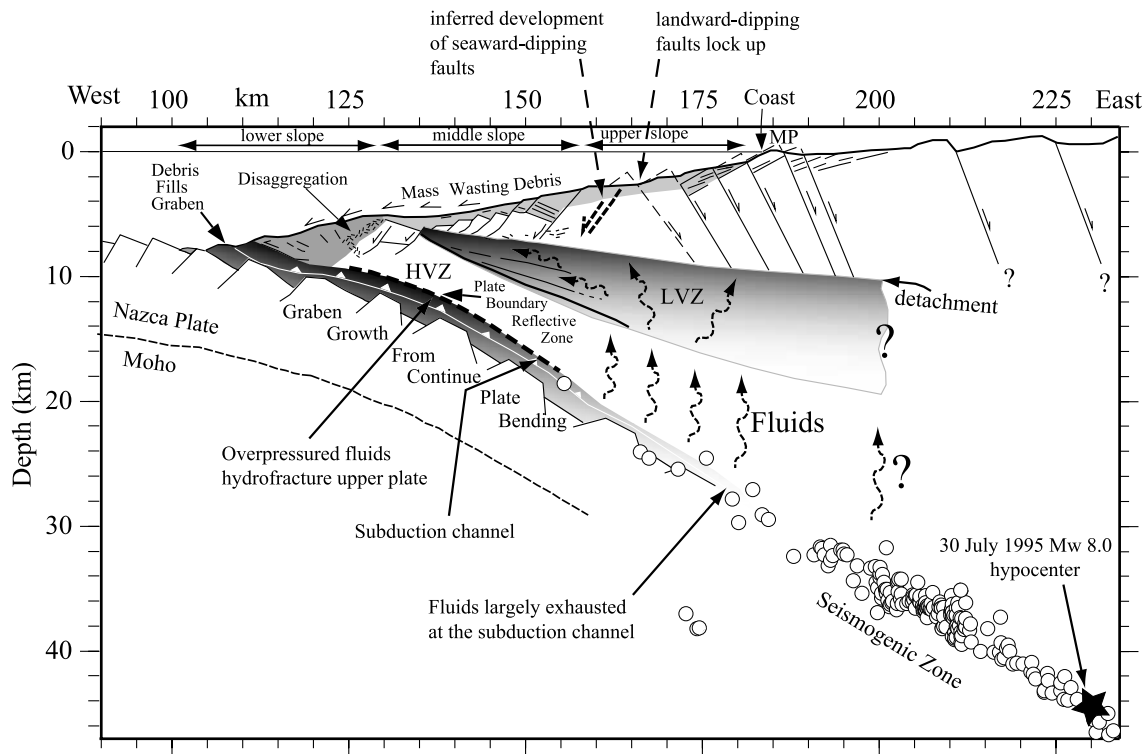 inferred development
of seaward-dipping
faults
landward-dipping
faults lock up
West 100 km 125 150 175 Coast 200 225 East
lower slope middle slope upper slope MP
0
Debris
Fills
Graben
Disaggregation
Mass Wasting Debris
10
HVZ
LVZ
Plate
Boundary
Reflective
Zone
detachment
?
?
?
Nazca Plate
Moho
Graben
Growth
From
Continue
Plate
Bending
20
Fluids
?
Overpressured fluids
hydrofracture upper plate
Subduction channel
30
Fluids largely exhausted
at the subduction channel
30 July 1995 Mw 8.0
hypocenter
Seismogenic Zone
40
Depth (km)